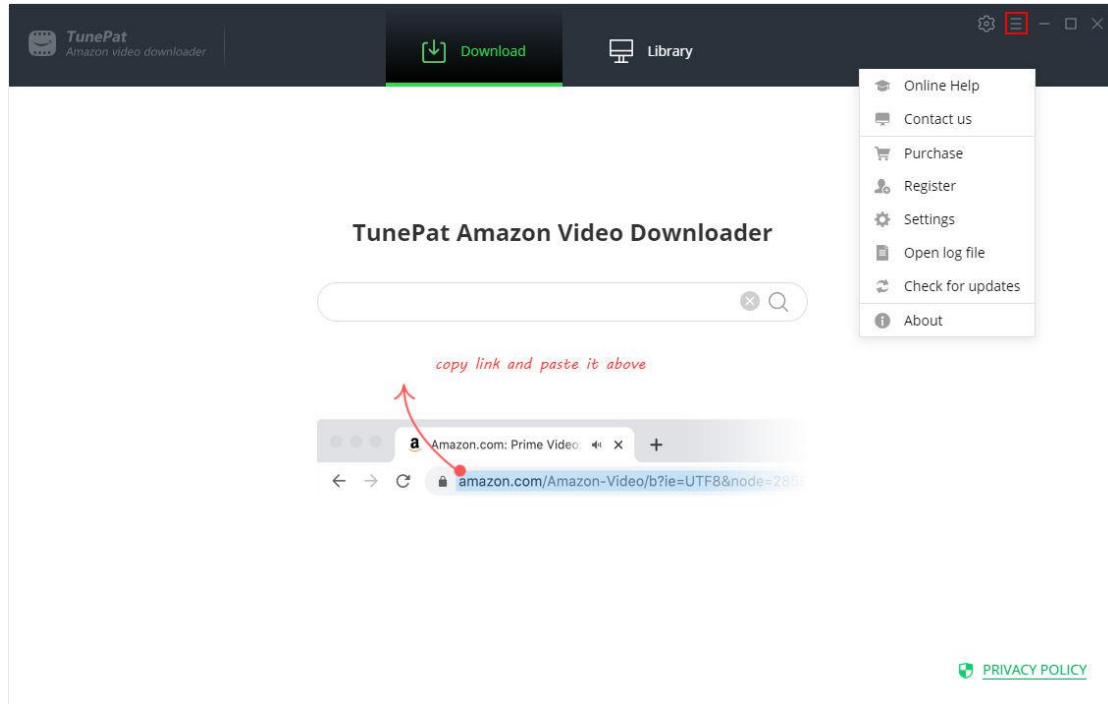 TunePat
Amazon video downloader
Download
Library
Online Help
Contact us
Purchase
Register
Settings
Open log file
Check for updates
About
TunePat Amazon Video Downloader
copy link and paste it above
a Amazon.com: Prime Video:
amazon.com/Amazon-Video/b?ie=UTF8&node=285
PRIVACY POLICY